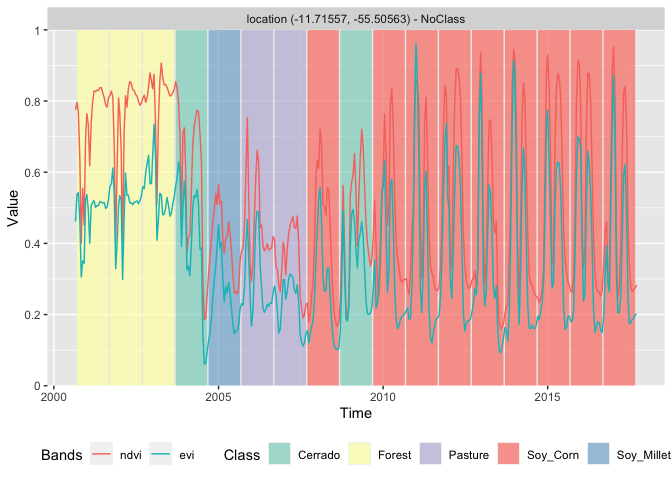 location (-11.71557, -55.50563) - NoClass
1
0.8
0.6
0.4
0.2
0
Value
2000 2005 2010 2015
Time
Bands ndvi evi Class Cerrado Forest Pasture Soy_Corn Soy_Millet